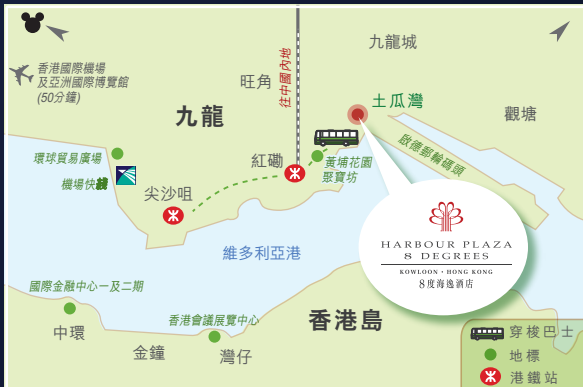 九龍城
香港國際機場
及亞洲國際博覽館
(50分鐘)
旺角
往中國內地
土瓜灣
九龍
觀塘
啟德郵輪碼頭
環球貿易廣場
紅磡
黃埔花園
聚寶坊
機場快綫
尖沙咀
維多利亞港
HARBOUR PLAZA
8 DEGREES
KOWLOON · HONG KONG
8度海逸酒店
國際金融中心一及二期
香港會議展覽中心
香港島
中環
金鐘
灣仔
穿梭巴士
地標
港鐵站